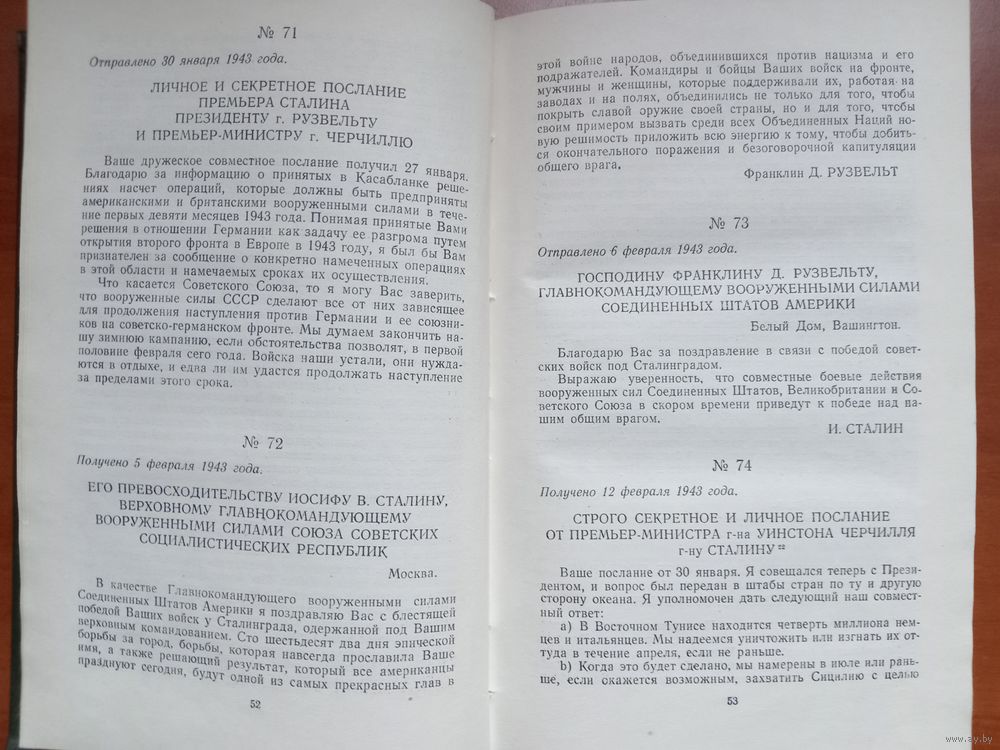 № 71
Отправлено 30 января 1943 года.
ЛИЧНОЕ И СЕКРЕТНОЕ ПОСЛАНИЕ
ПРЕМЬЕРА СТАЛИНА
ПРЕЗИДЕНТУ г. РУЗВЕЛЬТУ
И ПРЕМЬЕР-МИНИСТРУ г. ЧЕРЧИЛЛЮ
Ваше дружеское совместное послание получил 27 января.
Благодарю за информацию о принятых в Касабланке реше-
ниях насчет операций, которые должны быть предприняты
американскими и британскими вооруженными силами в тече-
ние первых девяти месяцев 1943 года. Понимая принятые Вами
решения в отношении Германии как задачу ее разгрома путем
открытия второго фронта в Европе в 1943 году, я был бы Вам
признателен за сообщение о конкретно намеченных операциях
в этой области и намечаемых сроках их осуществления.
Что касается Советского Союза, то я могу Вас заверить,
что вооруженные силы СССР сделают все от них зависящее
для продолжения наступления против Германии и ее союзни-
ков на советско-германском фронте. Мы думаем закончить на-
шу зимнюю кампанию, если обстоятельства позволят, в первой
половине февраля сего года. Войска наши устали, они нужда-
ются в отдыхе, и едва ли им удастся продолжать наступление
за пределами этого срока.
№ 72
Получено 5 февраля 1943 года.
ЕГО ПРЕВОСХОДИТЕЛЬСТВУ ИОСИФУ В. СТАЛИНУ,
ВЕРХОВНОМУ ГЛАВНОКОМАНДУЮЩЕМУ
ВООРУЖЕННЫМИ СИЛАМИ СОЮЗА СОВЕТСКИХ
СОЦИАЛИСТИЧЕСКИХ РЕСПУБЛИК
Москва.
В качестве Главнокомандующего вооруженными силами
Соединенных Штатов Америки я поздравляю Вас с блестящей
победой Ваших войск у Сталинграда, одержанной под Вашим
верховным командованием. Сто шестьдесят два дня эпической
борьбы за город, борьбы, которая навсегда прославила Ваше
имя, а также решающий результат, который все американцы
празднуют сегодня, будут одной из самых прекрасных глав в
52
этой войне народов, объединившихся против нацизма и его
подражателей. Командиры и бойцы Ваших войск на фронте,
мужчины и женщины, которые поддерживали их, работая на
заводах и на полях, объединились не только для того, чтобы
покрыть славой оружие своей страны, но и для того, чтобы
своим примером вызвать среди всех Объединенных Наций но-
вую решимость приложить всю энергию к тому, чтобы добить-
ся окончательного поражения и безоговорочной капитуляции
общего врага.
Франклин Д. РУЗВЕЛЬТ
№ 73
Отправлено 6 февраля 1943 года.
ГОСПОДИНУ ФРАНКЛИНУ Д. РУЗВЕЛЬТУ,
ГЛАВНОКОМАНДУЮЩЕМУ ВООРУЖЕННЫМИ СИЛАМИ
СОЕДИНЕННЫХ ШТАТОВ АМЕРИКИ
Белый Дом, Вашингтон.
Благодарю Вас за поздравление в связи с победой совет-
ских войск под Сталинградом.
Выражаю уверенность, что совместные боевые действия
вооруженных сил Соединенных Штатов, Великобритании и Со-
ветского Союза в скором времени приведут к победе над на-
шим общим врагом.
И. СТАЛИН
№ 74
Получено 12 февраля 1943 года.
СТРОГО СЕКРЕТНОЕ И ЛИЧНОЕ ПОСЛАНИЕ
ОТ ПРЕМЬЕР-МИНИСТРА г-на УИНСТОНА ЧЕРЧИЛЛЯ
г-ну СТАЛИНУ
Ваше послание от 30 января. Я совещался теперь с Прези-
дентом, и вопрос был передан в штабы стран по ту и другую
сторону океана. Я уполномочен дать следующий наш совмест-
ный ответ:
a) В Восточном Тунисе находится четверть миллиона нем-
цев и итальянцев. Мы надеемся уничтожить или изгнать их от-
туда в течение апреля, если не раньше.
b) Когда это будет сделано, мы намерены в июле или рань-
ше, если окажется возможным, захватить Сицилию с целью
53
www.ay.by